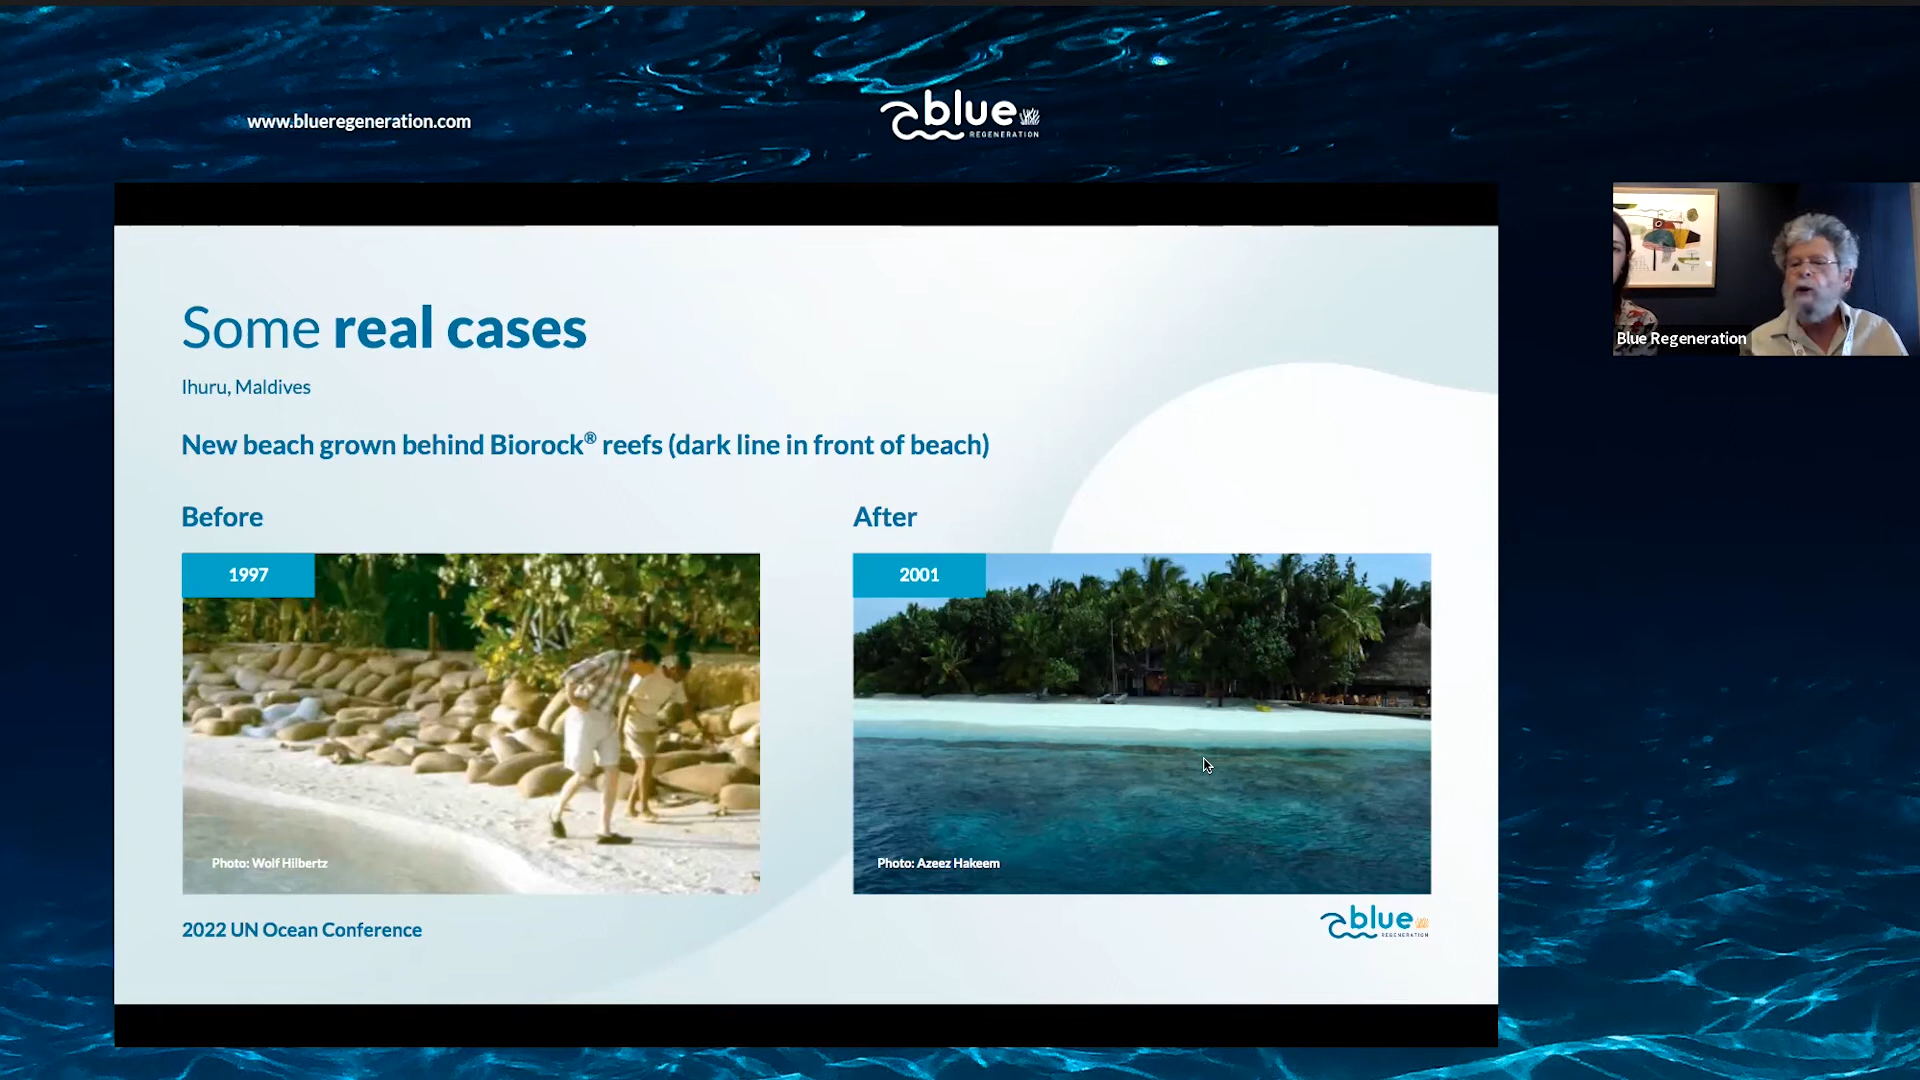 www.blueregeneration.com
blue
REGENERATION
Some real cases
Ihuru, Maldives
New beach grown behind Biorock® reefs (dark line in front of beach)
Before
After
1997
2001
Photo: Wolf Hilbertz
Photo: Azeez Hakeem
2022 UN Ocean Conference
blue
REGENERATION
Blue Regeneration